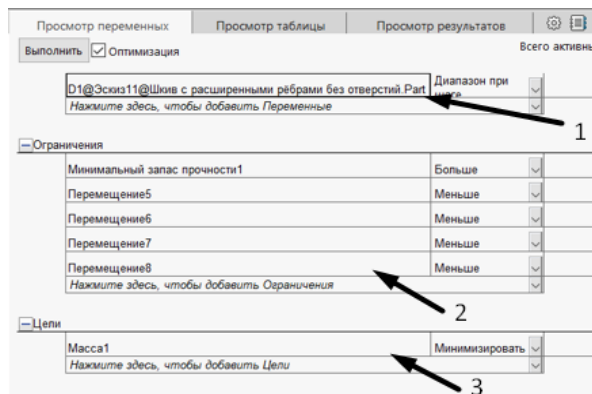 Просмотр переменных Просмотр таблицы Просмотр результатов
Выполнить Оптимизация Всего активны
D1@Эскиз11@Шкив с расширенными рёбрами без отверстий.Part Диапазон при
шаге
Нажмите здесь, чтобы добавить Переменные
1
Ограничения
Минимальный запас прочности1 Больше
Перемещение5 Меньше
Перемещение6 Меньше
Перемещение7 Меньше
Перемещение8 Меньше
Нажмите здесь, чтобы добавить Ограничения
2
Цели
Масса1 Минимизировать
Нажмите здесь, чтобы добавить Цели
3